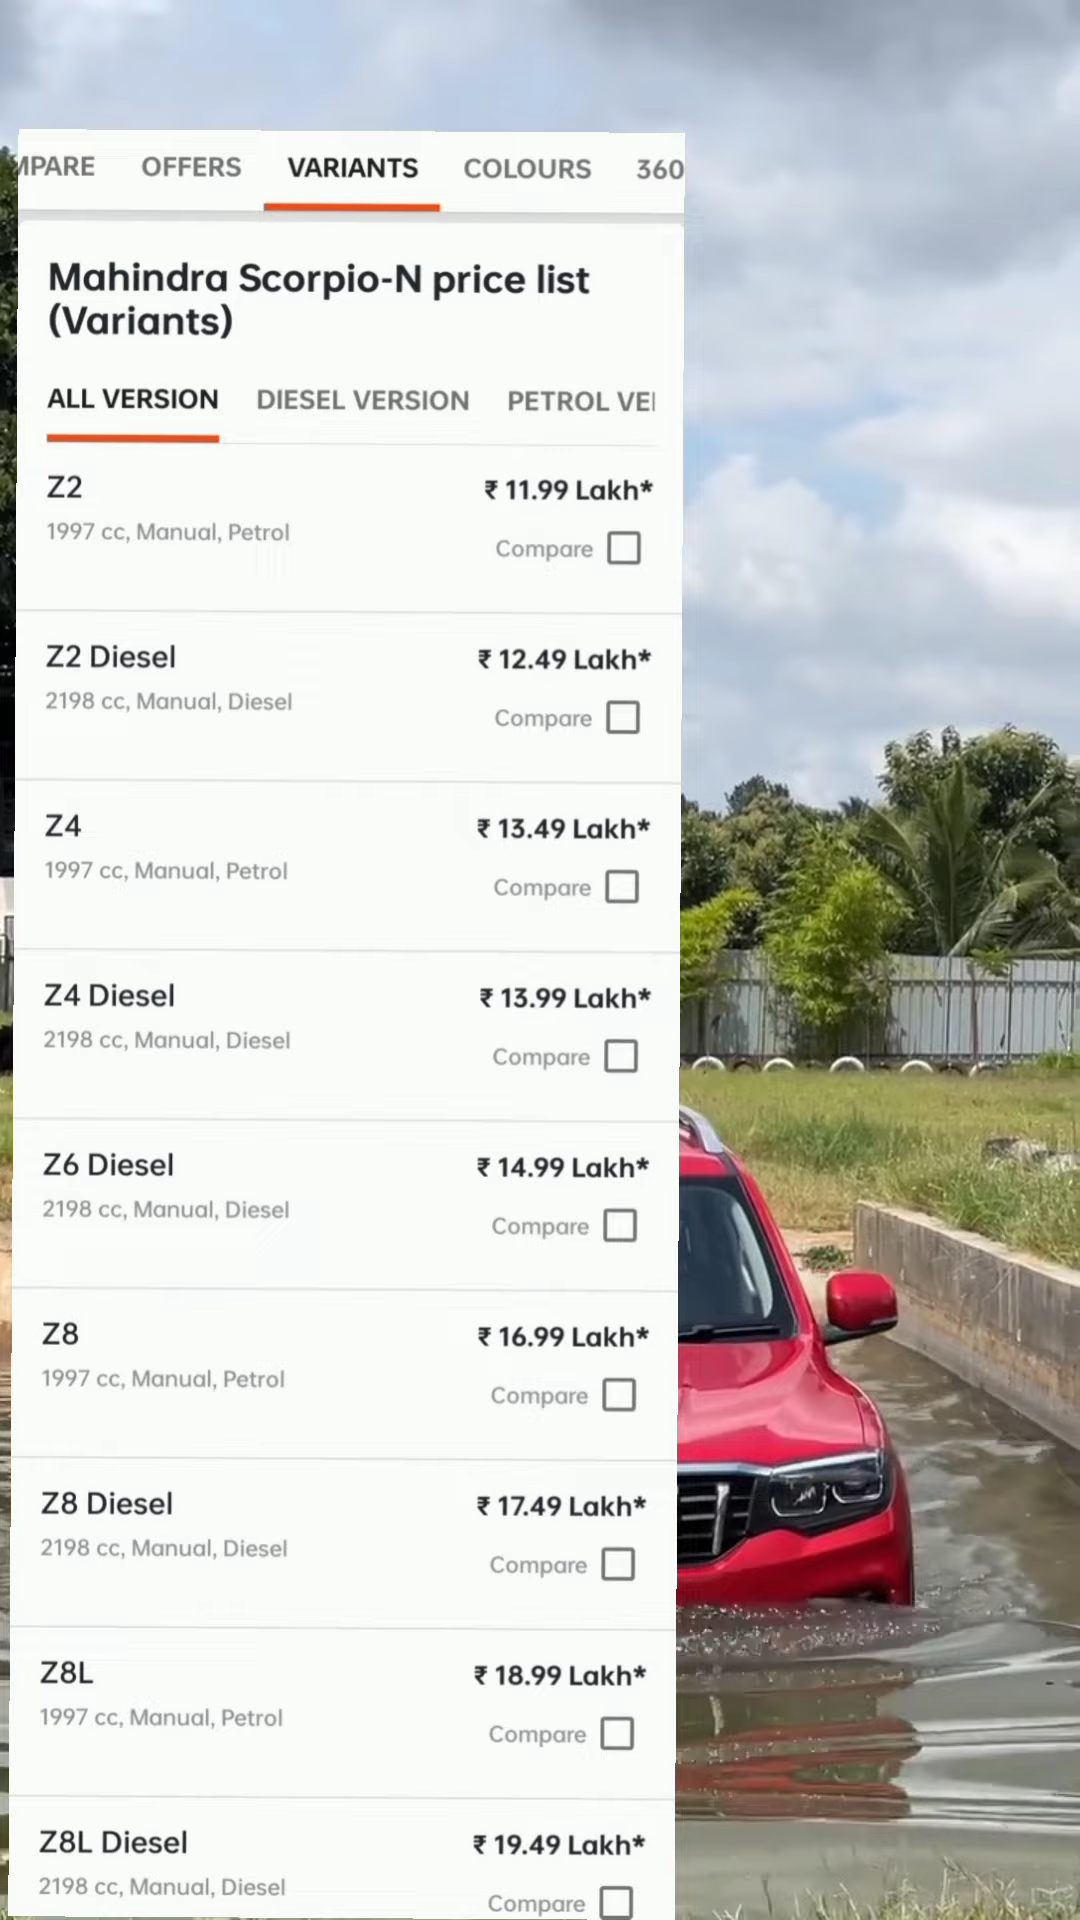 MPARE OFFERS VARIANTS COLOURS 360
Mahindra Scorpio-N price list
(Variants)
ALL VERSION DIESEL VERSION PETROL VE
Z2 ₹ 11.99 Lakh*
1997 cc, Manual, Petrol
Compare
Z2 Diesel ₹ 12.49 Lakh*
2198 cc, Manual, Diesel
Compare
Z4 ₹ 13.49 Lakh*
1997 cc, Manual, Petrol
Compare
Z4 Diesel ₹ 13.99 Lakh*
2198 cc, Manual, Diesel
Compare
Z6 Diesel ₹ 14.99 Lakh*
2198 cc, Manual, Diesel
Compare
Z8 ₹ 16.99 Lakh*
1997 cc, Manual, Petrol
Compare
Z8 Diesel ₹ 17.49 Lakh*
2198 cc, Manual, Diesel
Compare
Z8L ₹ 18.99 Lakh*
1997 cc, Manual, Petrol
Compare
Z8L Diesel ₹ 19.49 Lakh*
2198 cc, Manual, Diesel
Compare